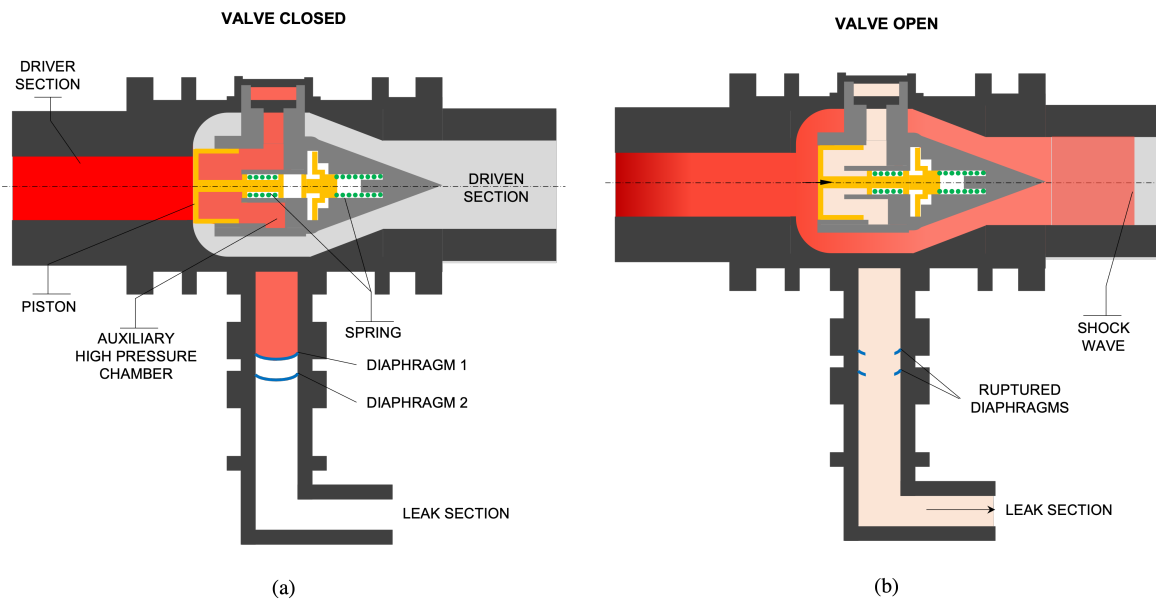 VALVE CLOSED
DRIVER
SECTION
DRIVEN
SECTION
PISTON
AUXILIARY
HIGH PRESSURE
CHAMBER
SPRING
DIAPHRAGM 1
DIAPHRAGM 2
LEAK SECTION
(a)
VALVE OPEN
SHOCK
WAVE
RUPTURED
DIAPHRAGMS
LEAK SECTION
(b)